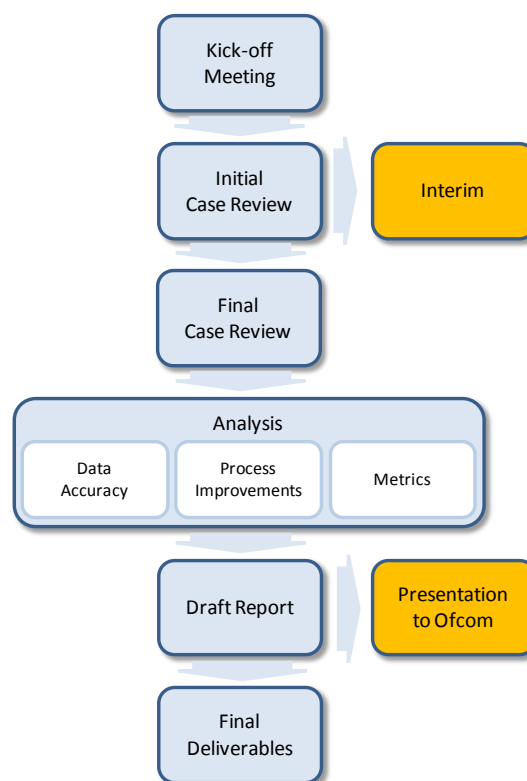 Kick-off
Meeting
Initial
Case Review
Interim
Final
Case Review
Analysis
Data
Accuracy
Process
Improvements
Metrics
Draft Report
Presentation
to Ofcom
Final
Deliverables